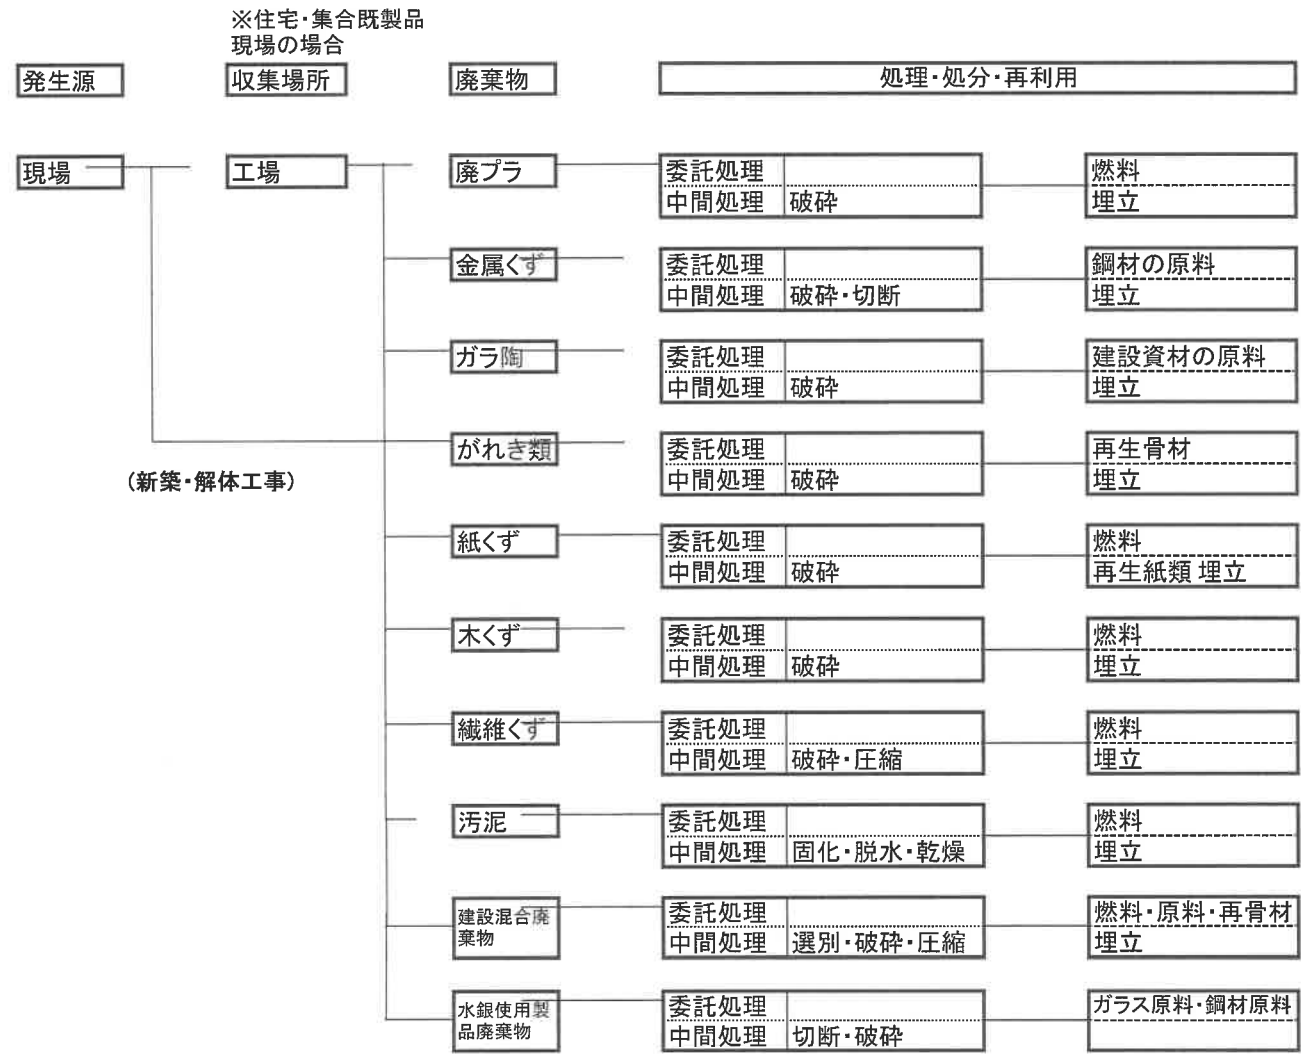 ※住宅・集合既製品
現場の場合
発生源
収集場所
廃棄物
処理・処分・再利用
現場
工場
廃プラ
委託処理
中間処理 破砕
燃料
埋立
金属くず
委託処理
中間処理 破砕・切断
鋼材の原料
埋立
ガラ陶
委託処理
中間処理 破砕
建設資材の原料
埋立
がれき類
委託処理
中間処理 破砕
再生骨材
埋立
(新築・解体工事)
紙くず
委託処理
中間処理 破砕
燃料
再生紙類 埋立
木くず
委託処理
中間処理 破砕
燃料
埋立
繊維くず
委託処理
中間処理 破砕・圧縮
燃料
埋立
汚泥
委託処理
中間処理 固化・脱水・乾燥
燃料
埋立
建設混合廃
棄物
委託処理
中間処理 選別・破砕・圧縮
燃料・原料・再骨材
埋立
水銀使用製
品廃棄物
委託処理
中間処理 切断・破砕
ガラス原料・鋼材原料